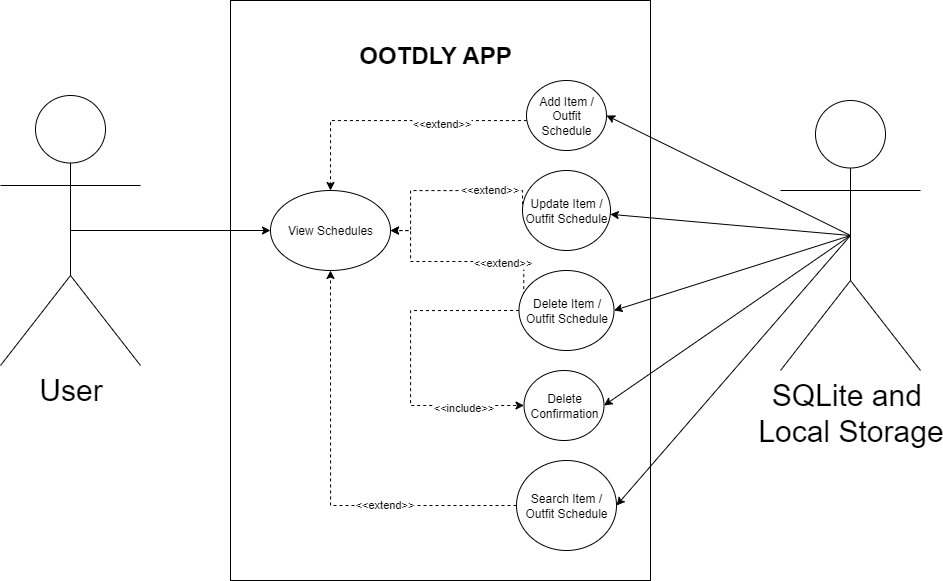 OOTDLY APP
Add Item /
Outfit
Schedule
<<extend>>
Update Item /
Outfit Schedule
<<extend>>
View Schedules
<<extend>>
Delete Item /
Outfit Schedule
Delete
Confirmation
<<include>>
Search Item /
Outfit Schedule
<<extend>>
User
SQLite and
Local Storage